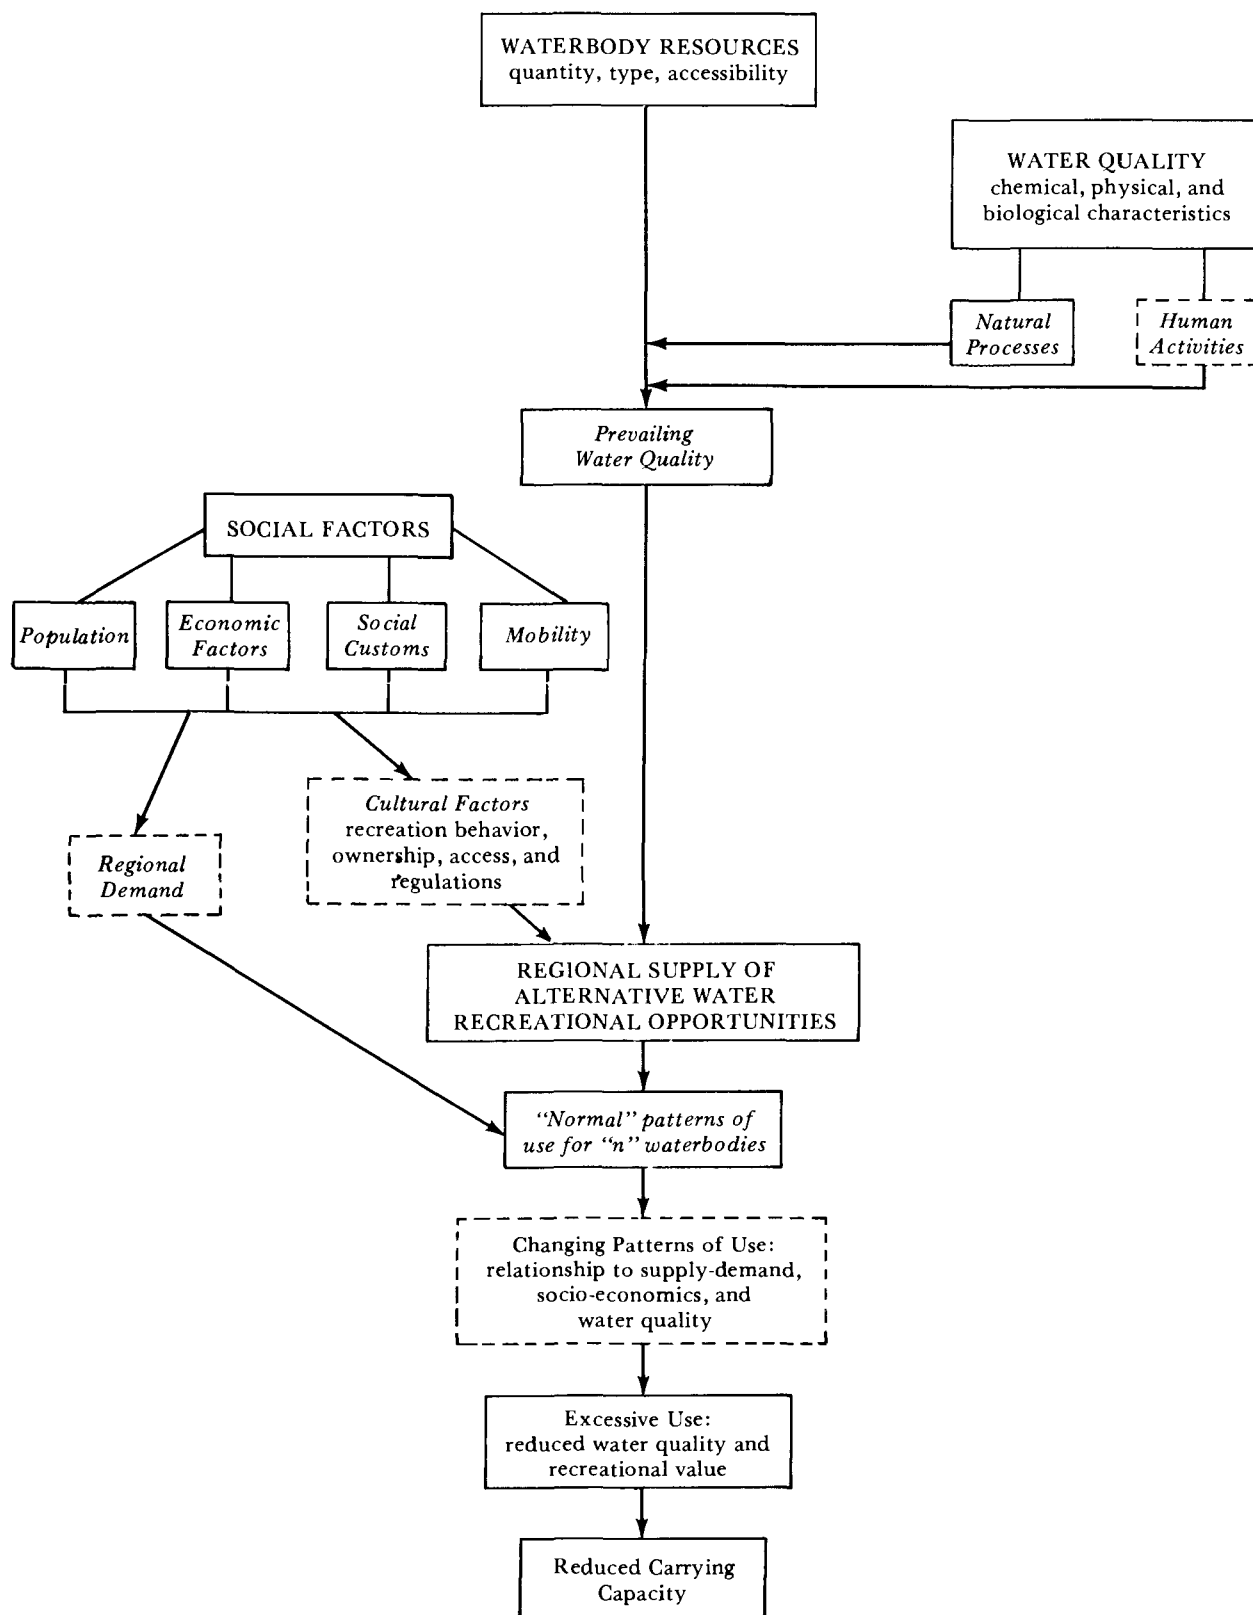 WATERBODY RESOURCES
quantity, type, accessibility
WATER QUALITY
chemical, physical, and
biological characteristics
Natural
Processes
Human
Activities
Prevailing
Water Quality
SOCIAL FACTORS
Population
Economic
Factors
Social
Customs
Mobility
Cultural Factors
recreation behavior,
ownership, access, and
regulations
Regional
Demand
REGIONAL SUPPLY OF
ALTERNATIVE WATER
RECREATIONAL OPPORTUNITIES
“Normal” patterns of
use for “n” waterbodies
Changing Patterns of Use:
relationship to supply-demand,
socio-economics, and
water quality
Excessive Use:
reduced water quality and
recreational value
Reduced Carrying
Capacity